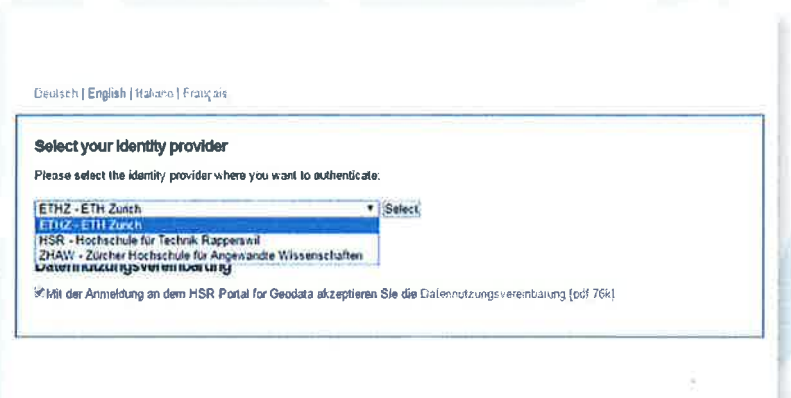 Deutsch | English | Italiano | Français
Select your identity provider
Please select the identity provider where you want to authenticate:
ETHZ - ETH Zurich Select
ETHZ - ETH Zurich
HSR - Hochschule für Technik Rapperswil
ZHAW - Zürcher Hochschule für Angewandte Wissenschaften
Datennutzungsvereinbarung
Mit der Anmeldung an dem HSR Portal for Geodata akzeptieren Sie die Datennutzungsvereinbarung [pdf 76k]